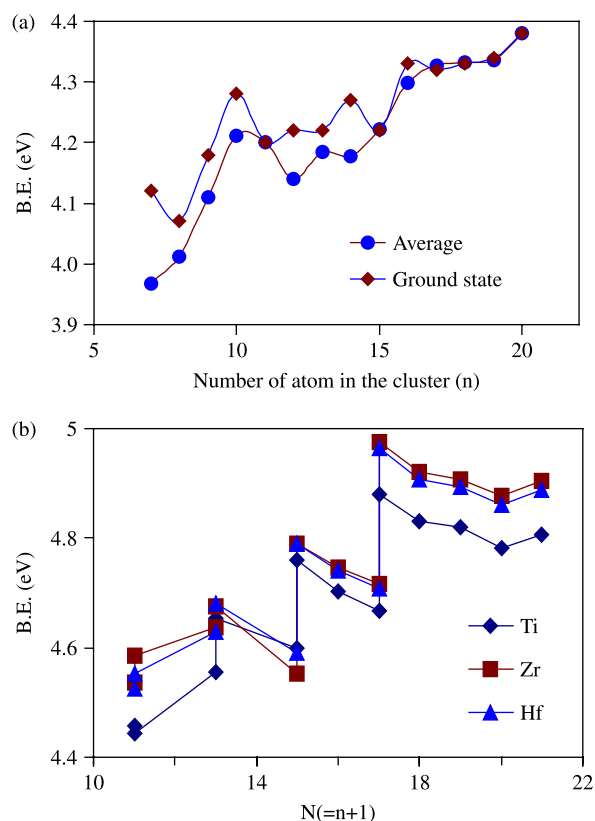 (a)
4.4
4.3
4.2
4.1
4.0
3.9
B.E. (eV)
Average
Ground state
5
10
15
20
Number of atom in the cluster (n)
(b)
5
4.8
4.6
4.4
B.E. (eV)
Ti
Zr
Hf
10
14
18
22
N(=n+1)